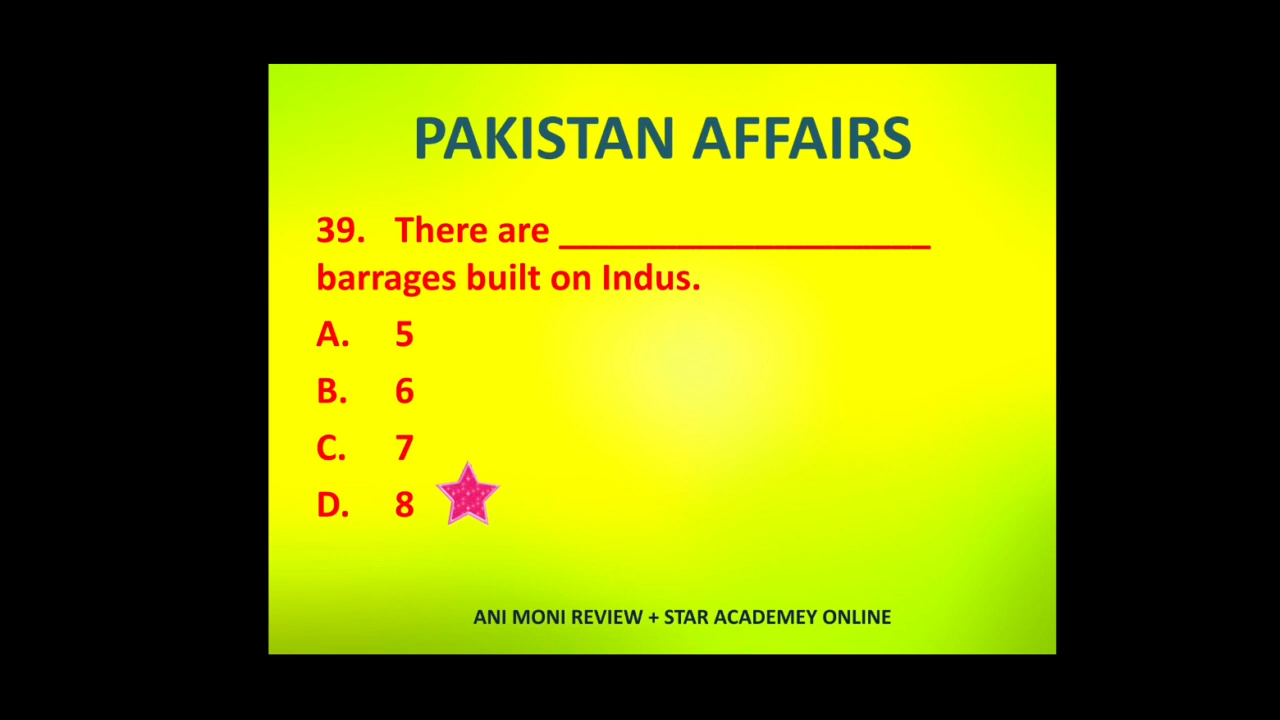 PAKISTAN AFFAIRS
39. There are ____________________
barrages built on Indus.
A. 5
B. 6
C. 7
D. 8
ANI MONI REVIEW + STAR ACADEMEY ONLINE